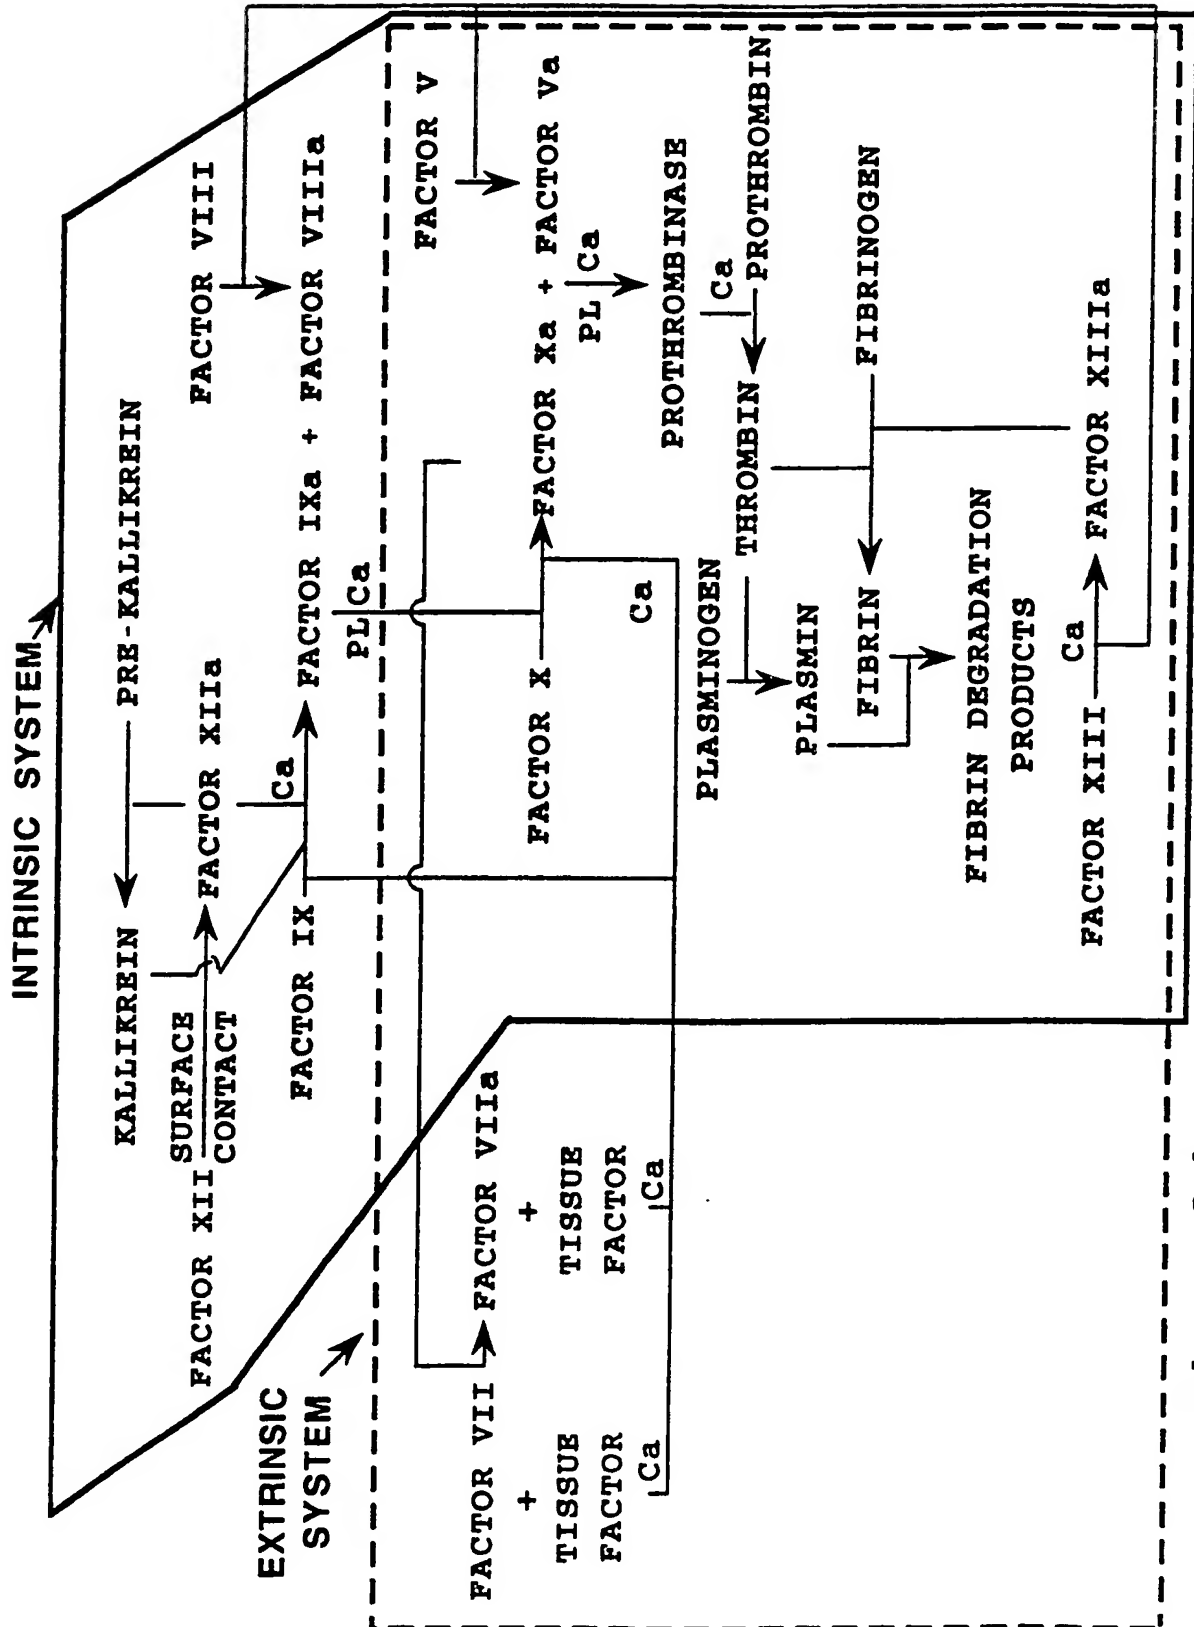 INTRINSIC SYSTEM
KALLIKREIN
PRE-KALLIKREIN
FACTOR XII
SURFACE
CONTACT
FACTOR XIIa
FACTOR VIII
Ca
FACTOR IX
FACTOR IXa + FACTOR VIIIa
PL Ca
EXTRINSIC
SYSTEM
FACTOR V
FACTOR VII
FACTOR VIIa
+
+
TISSUE
FACTOR
TISSUE
FACTOR
Ca
Ca
FACTOR X
FACTOR Xa + FACTOR Va
Ca
PL Ca
PROTHROMBINASE
Ca
PLASMINOGEN
THROMBIN
PROTHROMBIN
PLASMIN
FIBRIN
FIBRINOGEN
FIBRIN DEGRADATION
PRODUCTS
Ca
FACTOR XIII
FACTOR XIIIa